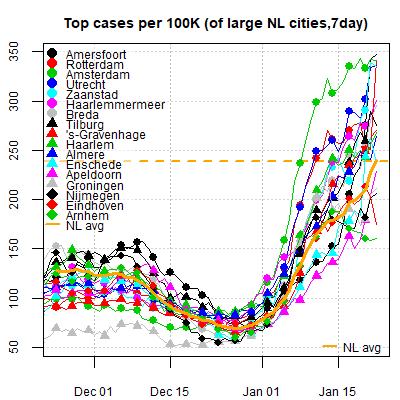 Top cases per 100K (of large NL cities,7day)
350
300
250
200
150
100
50
Amersfoort
Rotterdam
Amsterdam
Utrecht
Zaanstad
Haarlemmermeer
Breda
Tilburg
's-Gravenhage
Haarlem
Almere
Enschede
Apeldoorn
Groningen
Nijmegen
Eindhoven
Arnhem
NL avg
NL avg
Dec 01
Dec 15
Jan 01
Jan 15